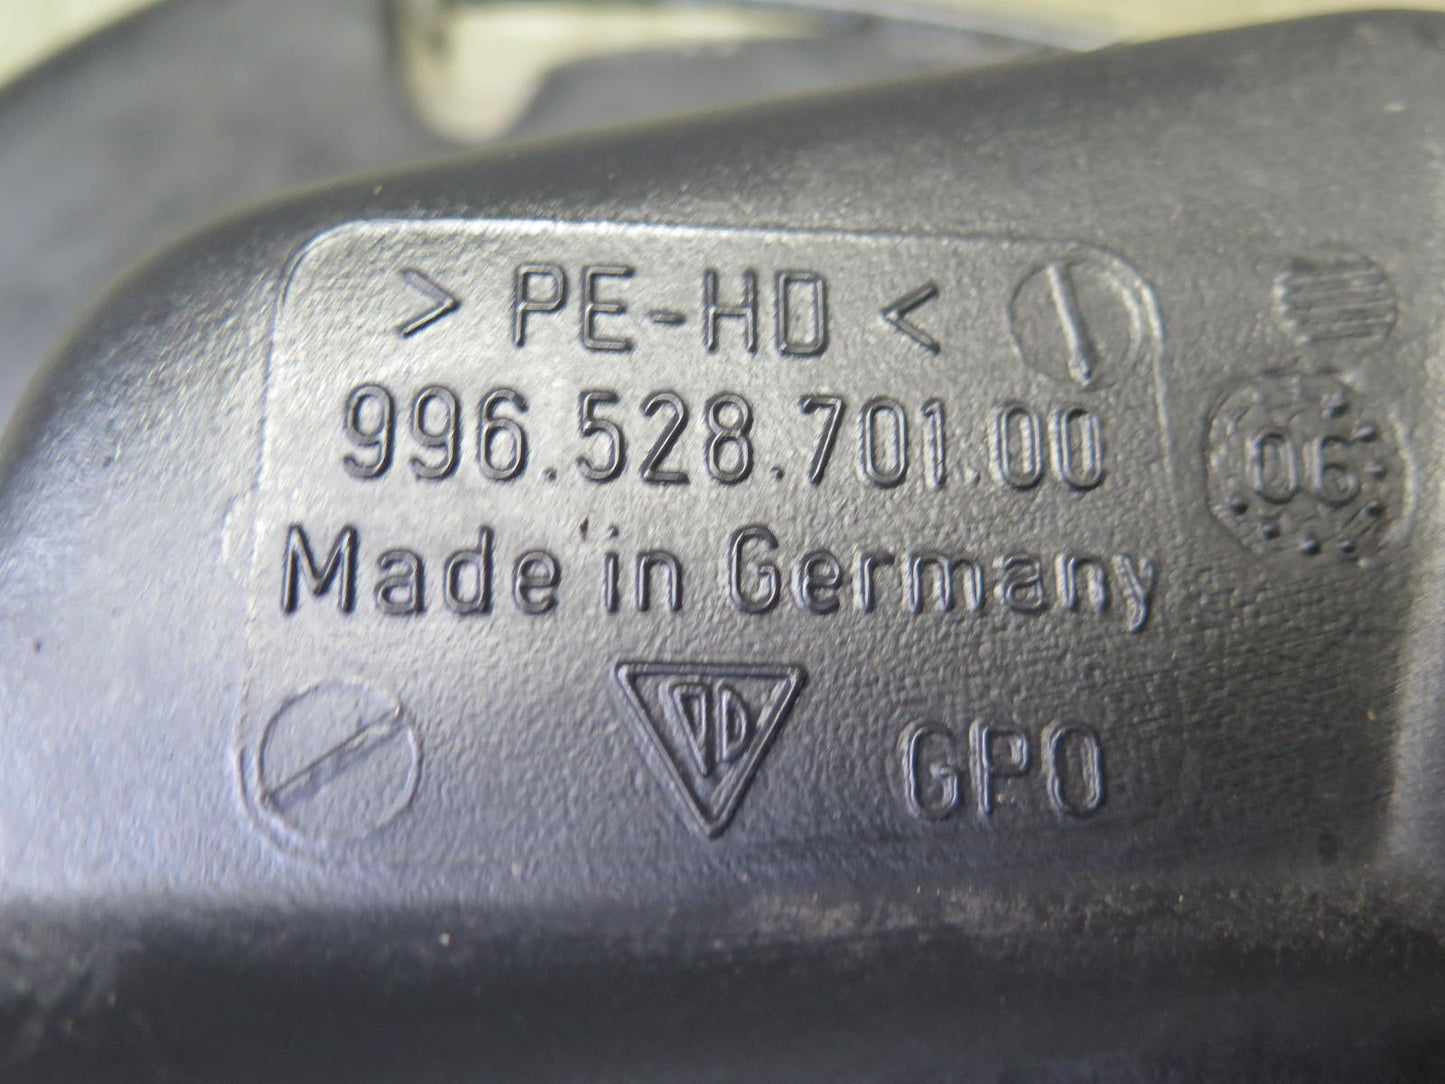 > PE-HD <
996.528.701.00
06
Made in Germany
GPO